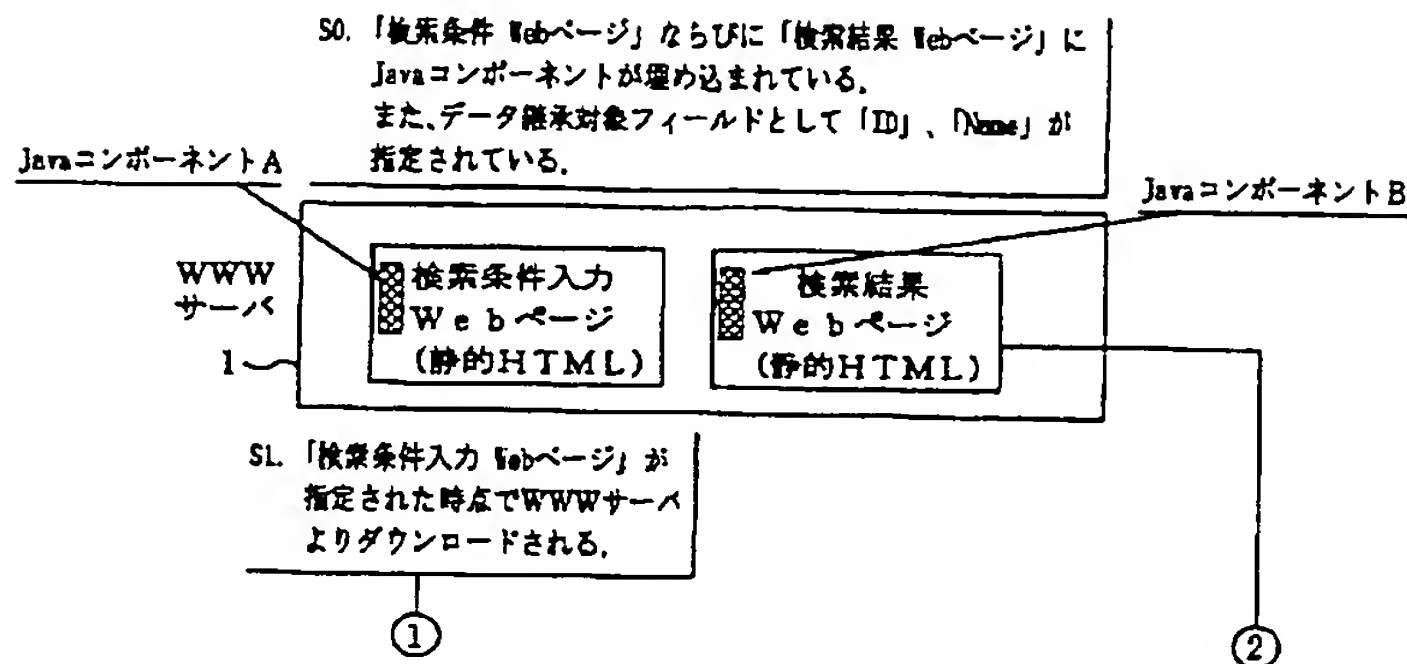 S0. 「検索条件 Webページ」ならびに「検索結果 Webページ」に
Javaコンポーネントが埋め込まれている.
また、データ継承対象フィールドとして「ID」、「Name」が
指定されている.
JavaコンポーネントA
JavaコンポーネントB
WWW
サーバ
1
検索条件入力
Webページ
(静的HTML)
検索結果
Webページ
(静的HTML)
S1. 「検索条件入力 Webページ」が
指定された時点でWWWサーバ
よりダウンロードされる.
①
②